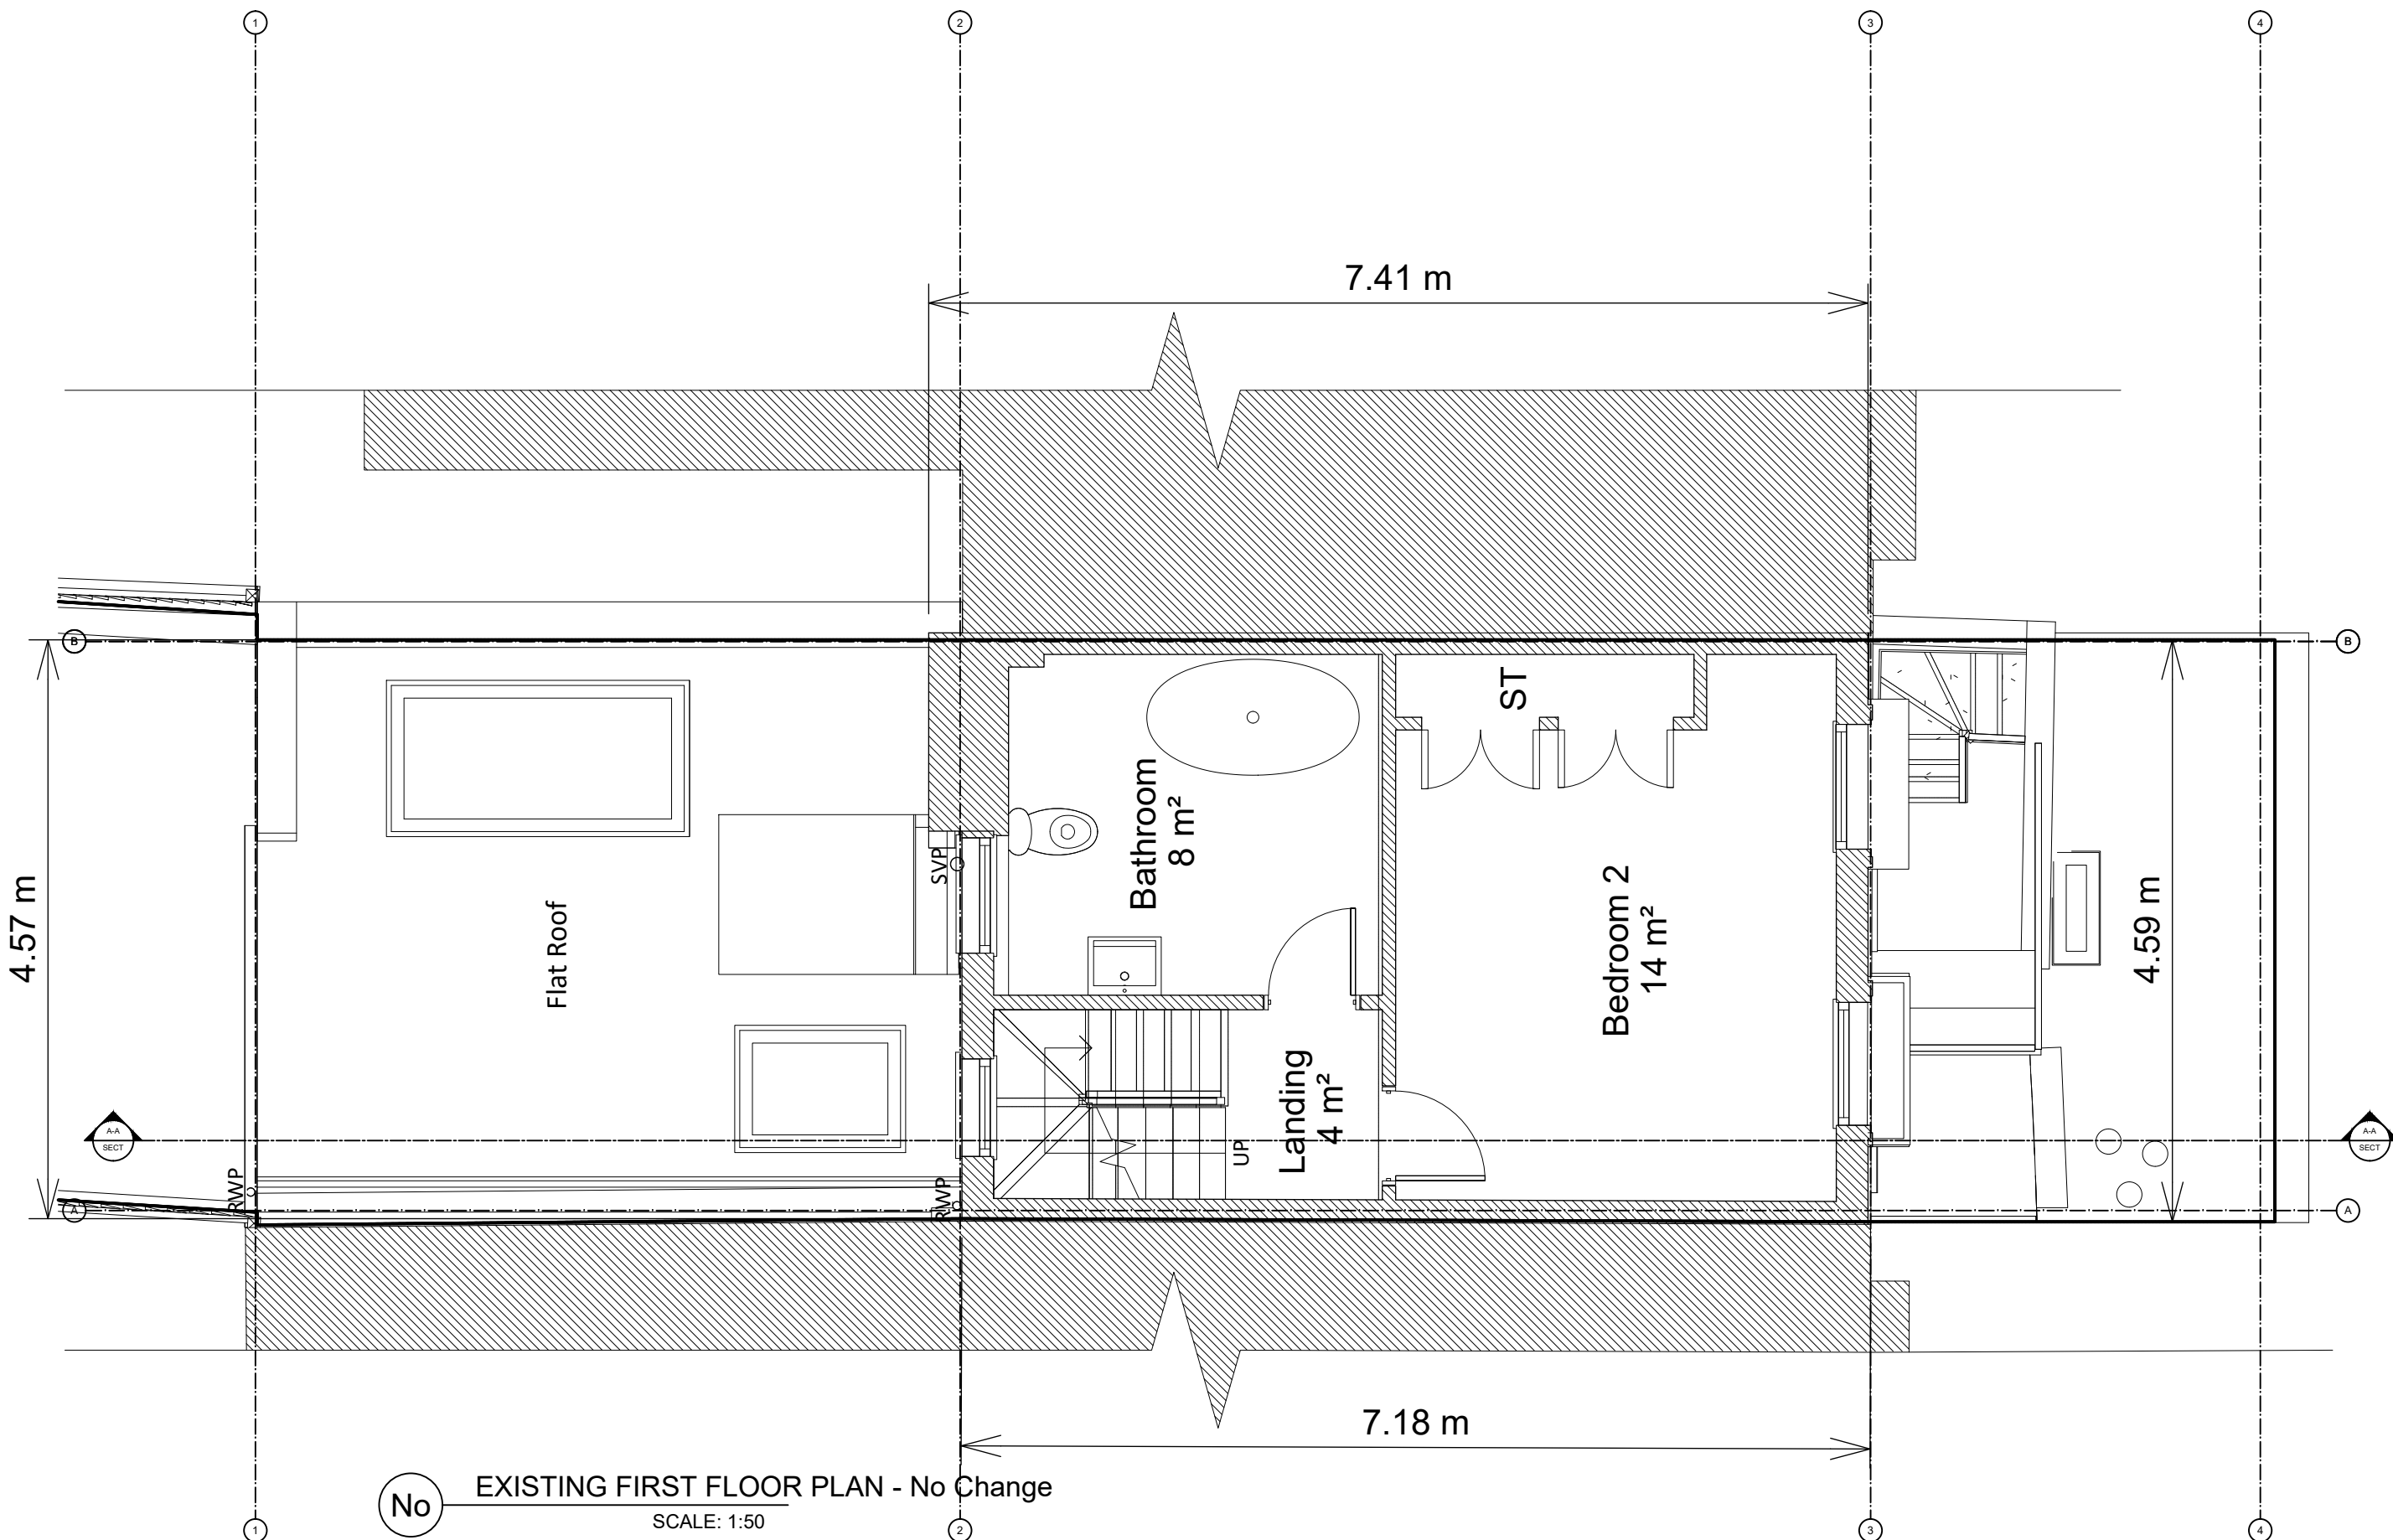 1
2
3
4
7.41 m
B
B
ST
Bathroom
8 m²
SVP
Bedroom 2
14 m²
4.57 m
Flat Roof
4.59 m
Landing
4 m²
UP
A-A
SECT
A-A
SECT
RWP
RWP
A
A
7.18 m
No
EXISTING FIRST FLOOR PLAN - No Change
SCALE: 1:50
1
2
3
4